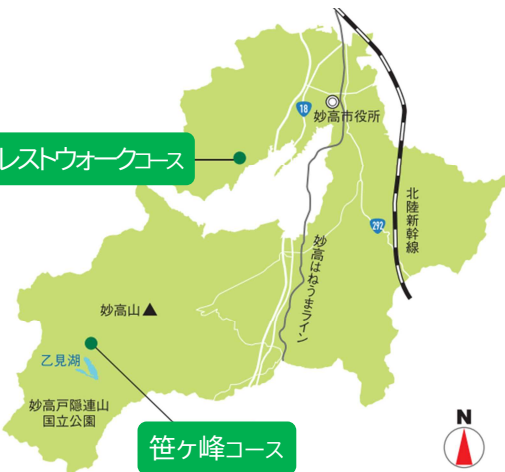 18
妙高市役所
レストウォークコース
北陸新幹線
292
妙高はねうまライン
妙高山▲
乙見湖
妙高戸隠連山
国立公園
笹ヶ峰コース
N